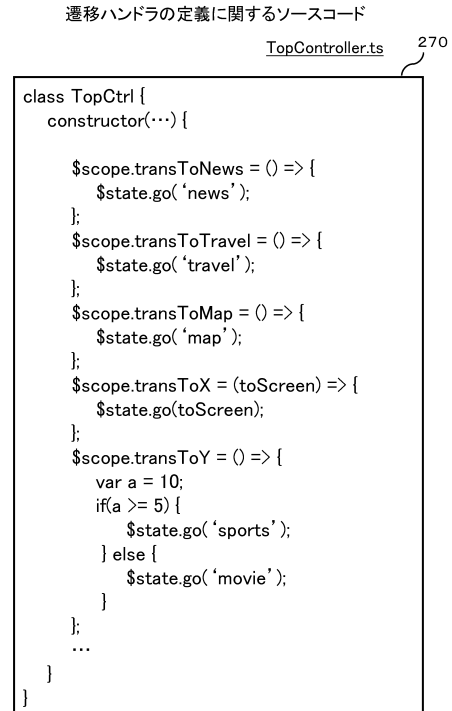 遷移ハンドラの定義に関するソースコード
TopController.ts
270
class TopCtrl {
constructor(…) {
$scope.transToNews = () => {
$state.go( ‘news’ );
};
$scope.transToTravel = () => {
$state.go( ‘travel’ );
};
$scope.transToMap = () => {
$state.go( ‘map’ );
};
$scope.transToX = (toScreen) => {
$state.go(toScreen);
};
$scope.transToY = () => {
var a = 10;
if(a >= 5) {
$state.go( ‘sports’ );
} else {
$state.go( ‘movie’ );
}
};
…
}
}